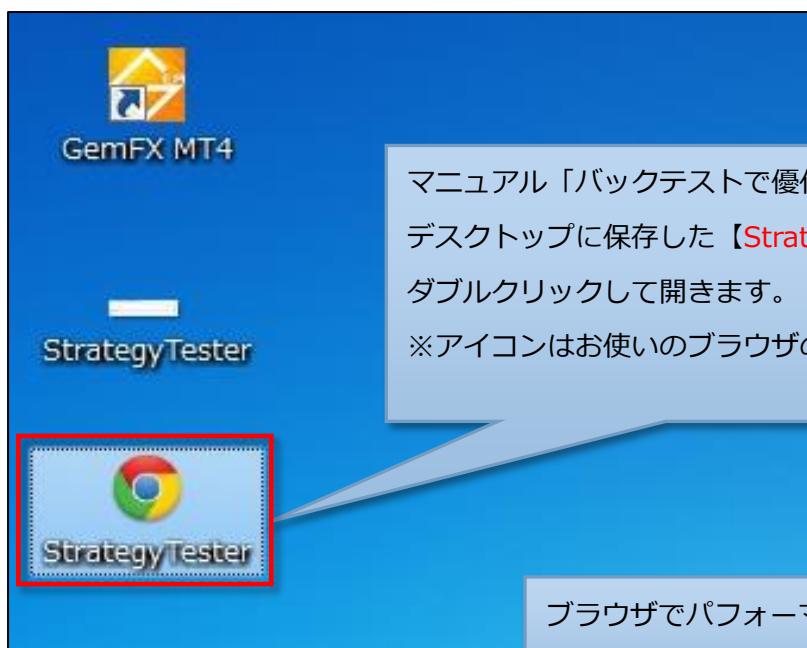 GemFX MT4
マニュアル「バックテストで優
デスクトップに保存した【Strat
ダブルクリックして開きます。
※アイコンはお使いのブラウザの
StrategyTester
StrategyTester
ブラウザでパフォーマ